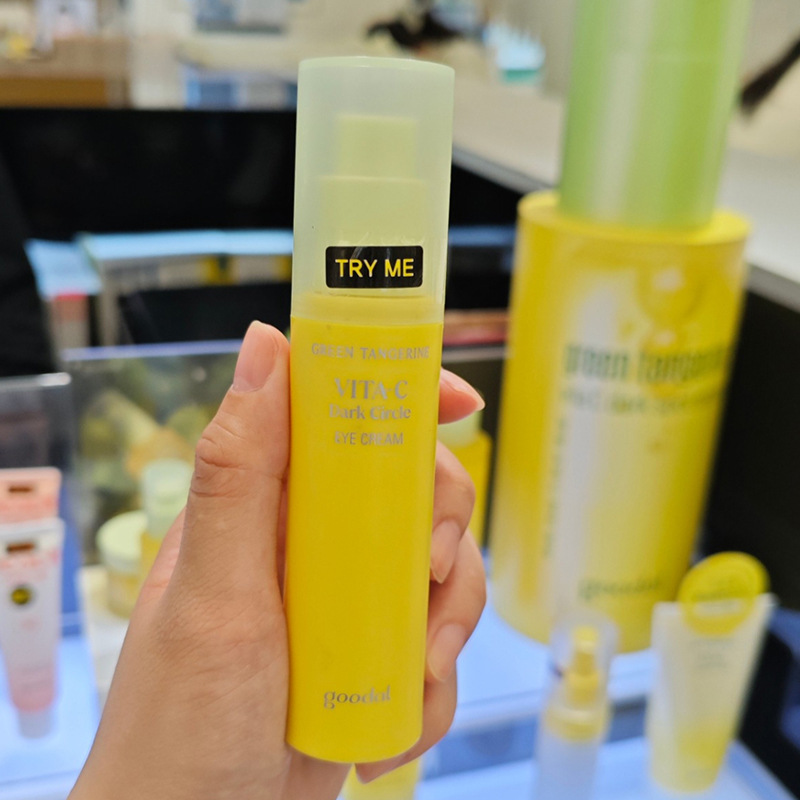 TRY ME
GREEN TANGERINE
VITA C
Dark Circle
EYE CREAM
goodal
green tangerine
goodal